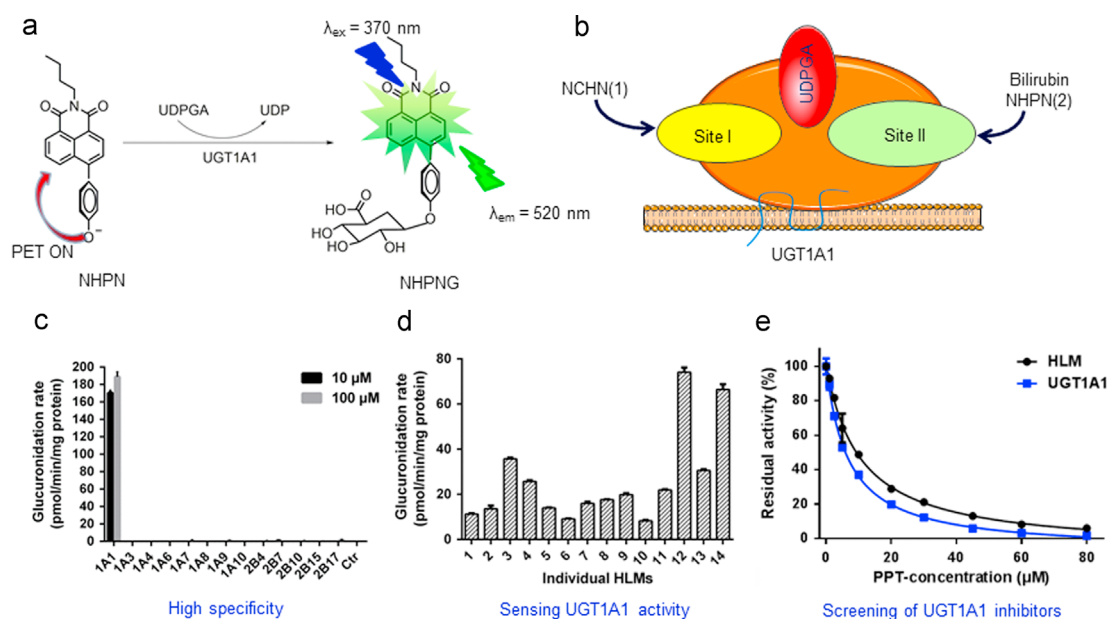 a
λex = 370 nm
O
N
O
UDPGA
UDP
UGT1A1
O
N
O
PET ON
O−
NHPN
λem = 520 nm
O
HO
HO
HO
OH
O
O
NHPNG
b
UDPGA
NCHN(1)
Site I
Site II
Bilirubin
NHPN(2)
UGT1A1
c
Glucuronidation rate
(pmol/min/mg protein)
200
180
160
140
120
100
80
60
40
20
0
10 μM
100 μM
1A1 1A3 1A4 1A6 1A7 1A8 1A9 1A10 2B4 2B7 2B10 2B15 2B17 Ctr
High specificity
d
Glucuronidation rate
(pmol/min/mg protein)
80
60
40
20
0
1 2 3 4 5 6 7 8 9 10 11 12 13 14
Individual HLMs
Sensing UGT1A1 activity
e
Residual activity (%)
100
80
60
40
20
0
HLM
UGT1A1
0 20 40 60 80
PPT-concentration (μM)
Screening of UGT1A1 inhibitors